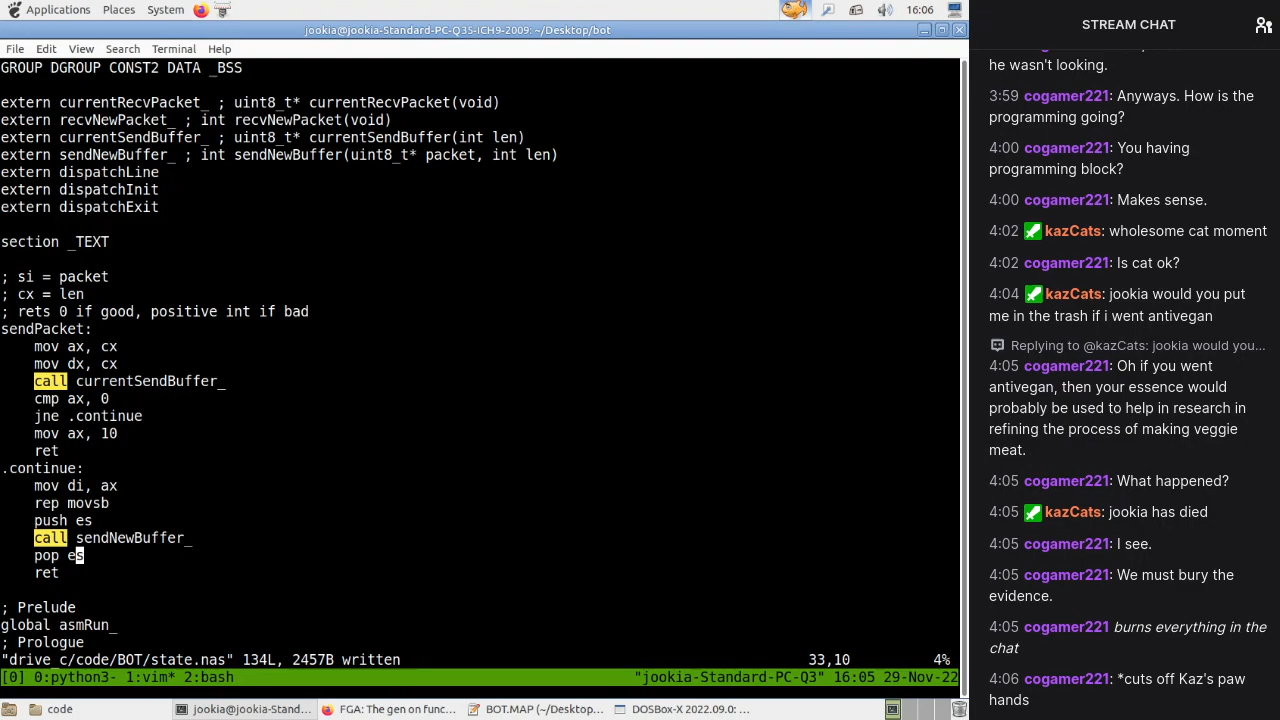 Applications Places System 16:06
jookia@jookia-Standard-PC-Q35-ICH9-2009: ~/Desktop/bot
File Edit View Search Terminal Help
GROUP DGROUP CONST2 DATA _BSS
extern currentRecvPacket_ ; uint8_t* currentRecvPacket(void)
extern recvNewPacket_ ; int recvNewPacket(void)
extern currentSendBuffer_ ; uint8_t* currentSendBuffer(int len)
extern sendNewBuffer_ ; int sendNewBuffer(uint8_t* packet, int len)
extern dispatchLine
extern dispatchInit
extern dispatchExit
section _TEXT
; si = packet
; cx = len
; rets 0 if good, positive int if bad
sendPacket:
mov ax, cx
mov dx, cx
call currentSendBuffer_
cmp ax, 0
jne .continue
mov ax, 10
ret
.continue:
mov di, ax
rep movsb
push es
call sendNewBuffer_
pop es
ret
; Prelude
global asmRun_
; Prologue
"drive_c/code/BOT/state.nas" 134L, 2457B written 33,10 4%
[0] 0:python3- 1:vim* 2:bash "jookia-Standard-PC-Q3" 16:05 29-Nov-22
code jookia@jookia-Stand... FGA: The gen on func... BOT.MAP (~/Desktop... DOSBox-X 2022.09.0: ...
STREAM CHAT
he wasn't looking.
3:59 cogamer221: Anyways. How is the
programming going?
4:00 cogamer221: You having
programming block?
4:00 cogamer221: Makes sense.
4:02 kazCats: wholesome cat moment
4:02 cogamer221: Is cat ok?
4:04 kazCats: jookia would you put
me in the trash if i went antivegan
Replying to @kazCats: jookia would you...
4:05 cogamer221: Oh if you went
antivegan, then your essence would
probably be used to help in research in
refining the process of making veggie
meat.
4:05 cogamer221: What happened?
4:05 kazCats: jookia has died
4:05 cogamer221: I see.
4:05 cogamer221: We must bury the
evidence.
4:05 cogamer221 burns everything in the
chat
4:06 cogamer221: *cuts off Kaz's paw
hands